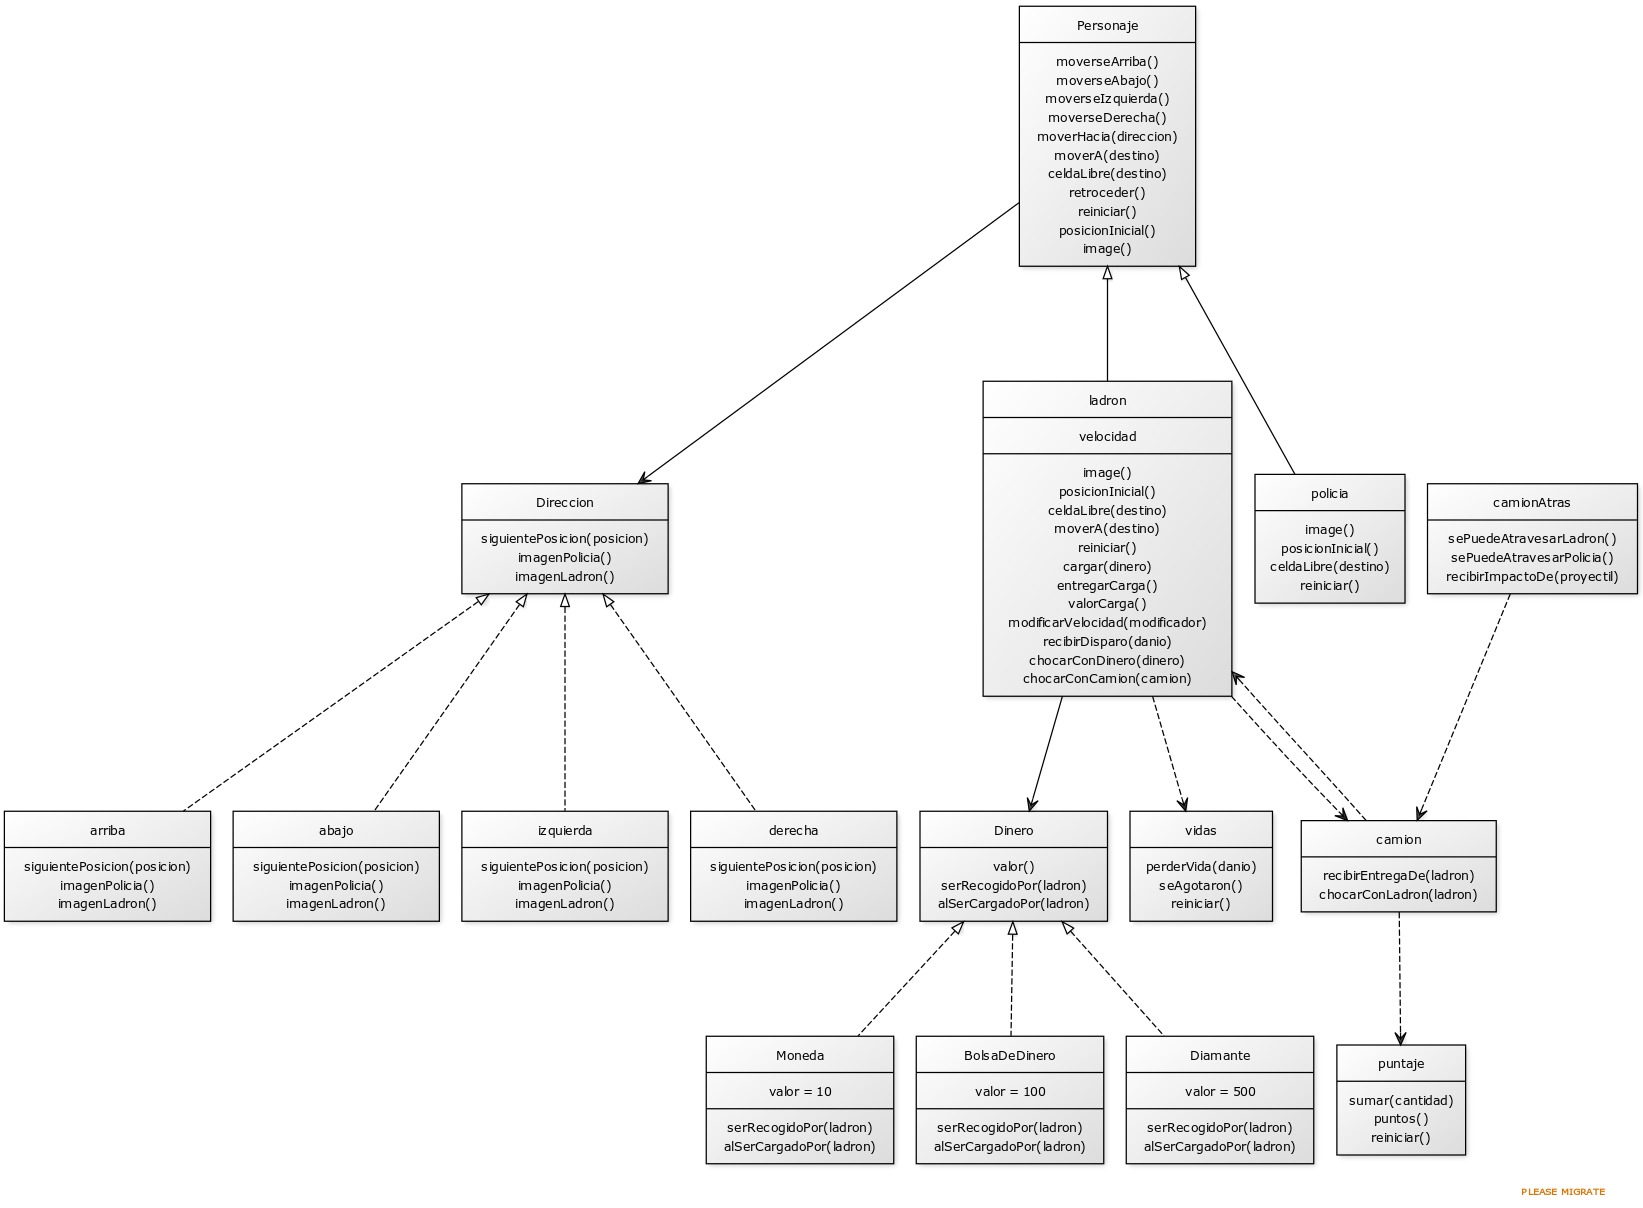 Personaje
moverseArriba()
moverseAbajo()
moverseIzquierda()
moverseDerecha()
moverHacia(direccion)
moverA(destino)
celdaLibre(destino)
retroceder()
reiniciar()
posicionInicial()
image()
ladron
velocidad
image()
posicionInicial()
celdaLibre(destino)
moverA(destino)
reiniciar()
cargar(dinero)
entregarCarga()
valorCarga()
modificarVelocidad(modificador)
recibirDisparo(danio)
chocarConDinero(dinero)
chocarConCamion(camion)
policia
image()
posicionInicial()
celdaLibre(destino)
reiniciar()
camionAtras
sePuedeAtravesarLadron()
sePuedeAtravesarPolicia()
recibirImpactoDe(proyectil)
Direccion
siguientePosicion(posicion)
imagenPolicia()
imagenLadron()
arriba
siguientePosicion(posicion)
imagenPolicia()
imagenLadron()
abajo
siguientePosicion(posicion)
imagenPolicia()
imagenLadron()
izquierda
siguientePosicion(posicion)
imagenPolicia()
imagenLadron()
derecha
siguientePosicion(posicion)
imagenPolicia()
imagenLadron()
Dinero
valor()
serRecogidoPor(ladron)
alSerCargadoPor(ladron)
vidas
perderVida(danio)
seAgotaron()
reiniciar()
camion
recibirEntregaDe(ladron)
chocarConLadron(ladron)
Moneda
valor = 10
serRecogidoPor(ladron)
alSerCargadoPor(ladron)
BolsaDeDinero
valor = 100
serRecogidoPor(ladron)
alSerCargadoPor(ladron)
Diamante
valor = 500
serRecogidoPor(ladron)
alSerCargadoPor(ladron)
puntaje
sumar(cantidad)
puntos()
reiniciar()
PLEASE MIGRATE